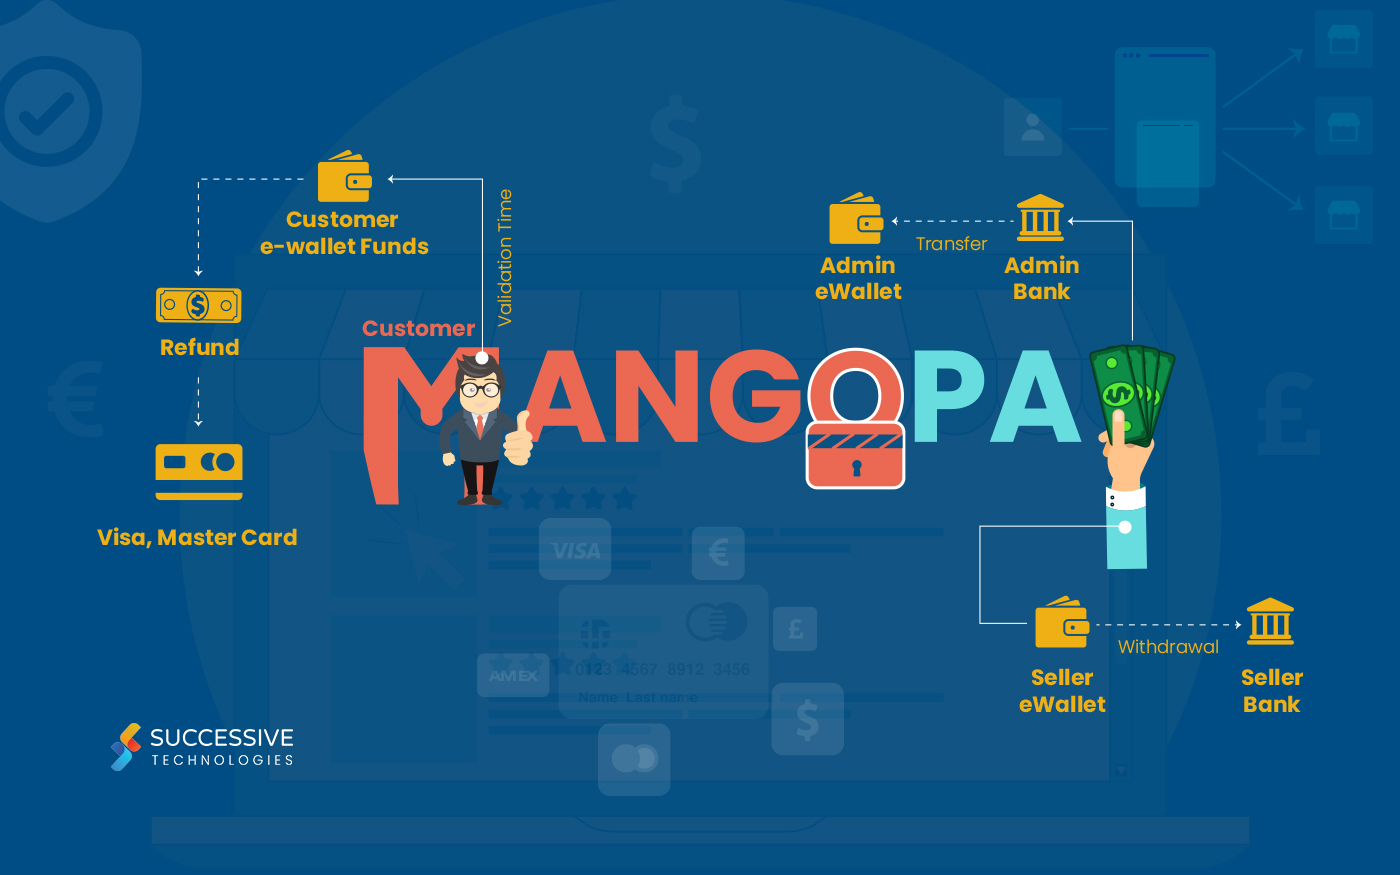 Customer
e-wallet Funds
Validation Time
Refund
Visa, Master Card
Customer
MANGOPA
Admin
eWallet
Transfer
Admin
Bank
Seller
eWallet
Withdrawal
Seller
Bank
VISA
€
£
$
AMEX
0123 4567 8912 3456
Name Last name
SUCCESSIVE
TECHNOLOGIES